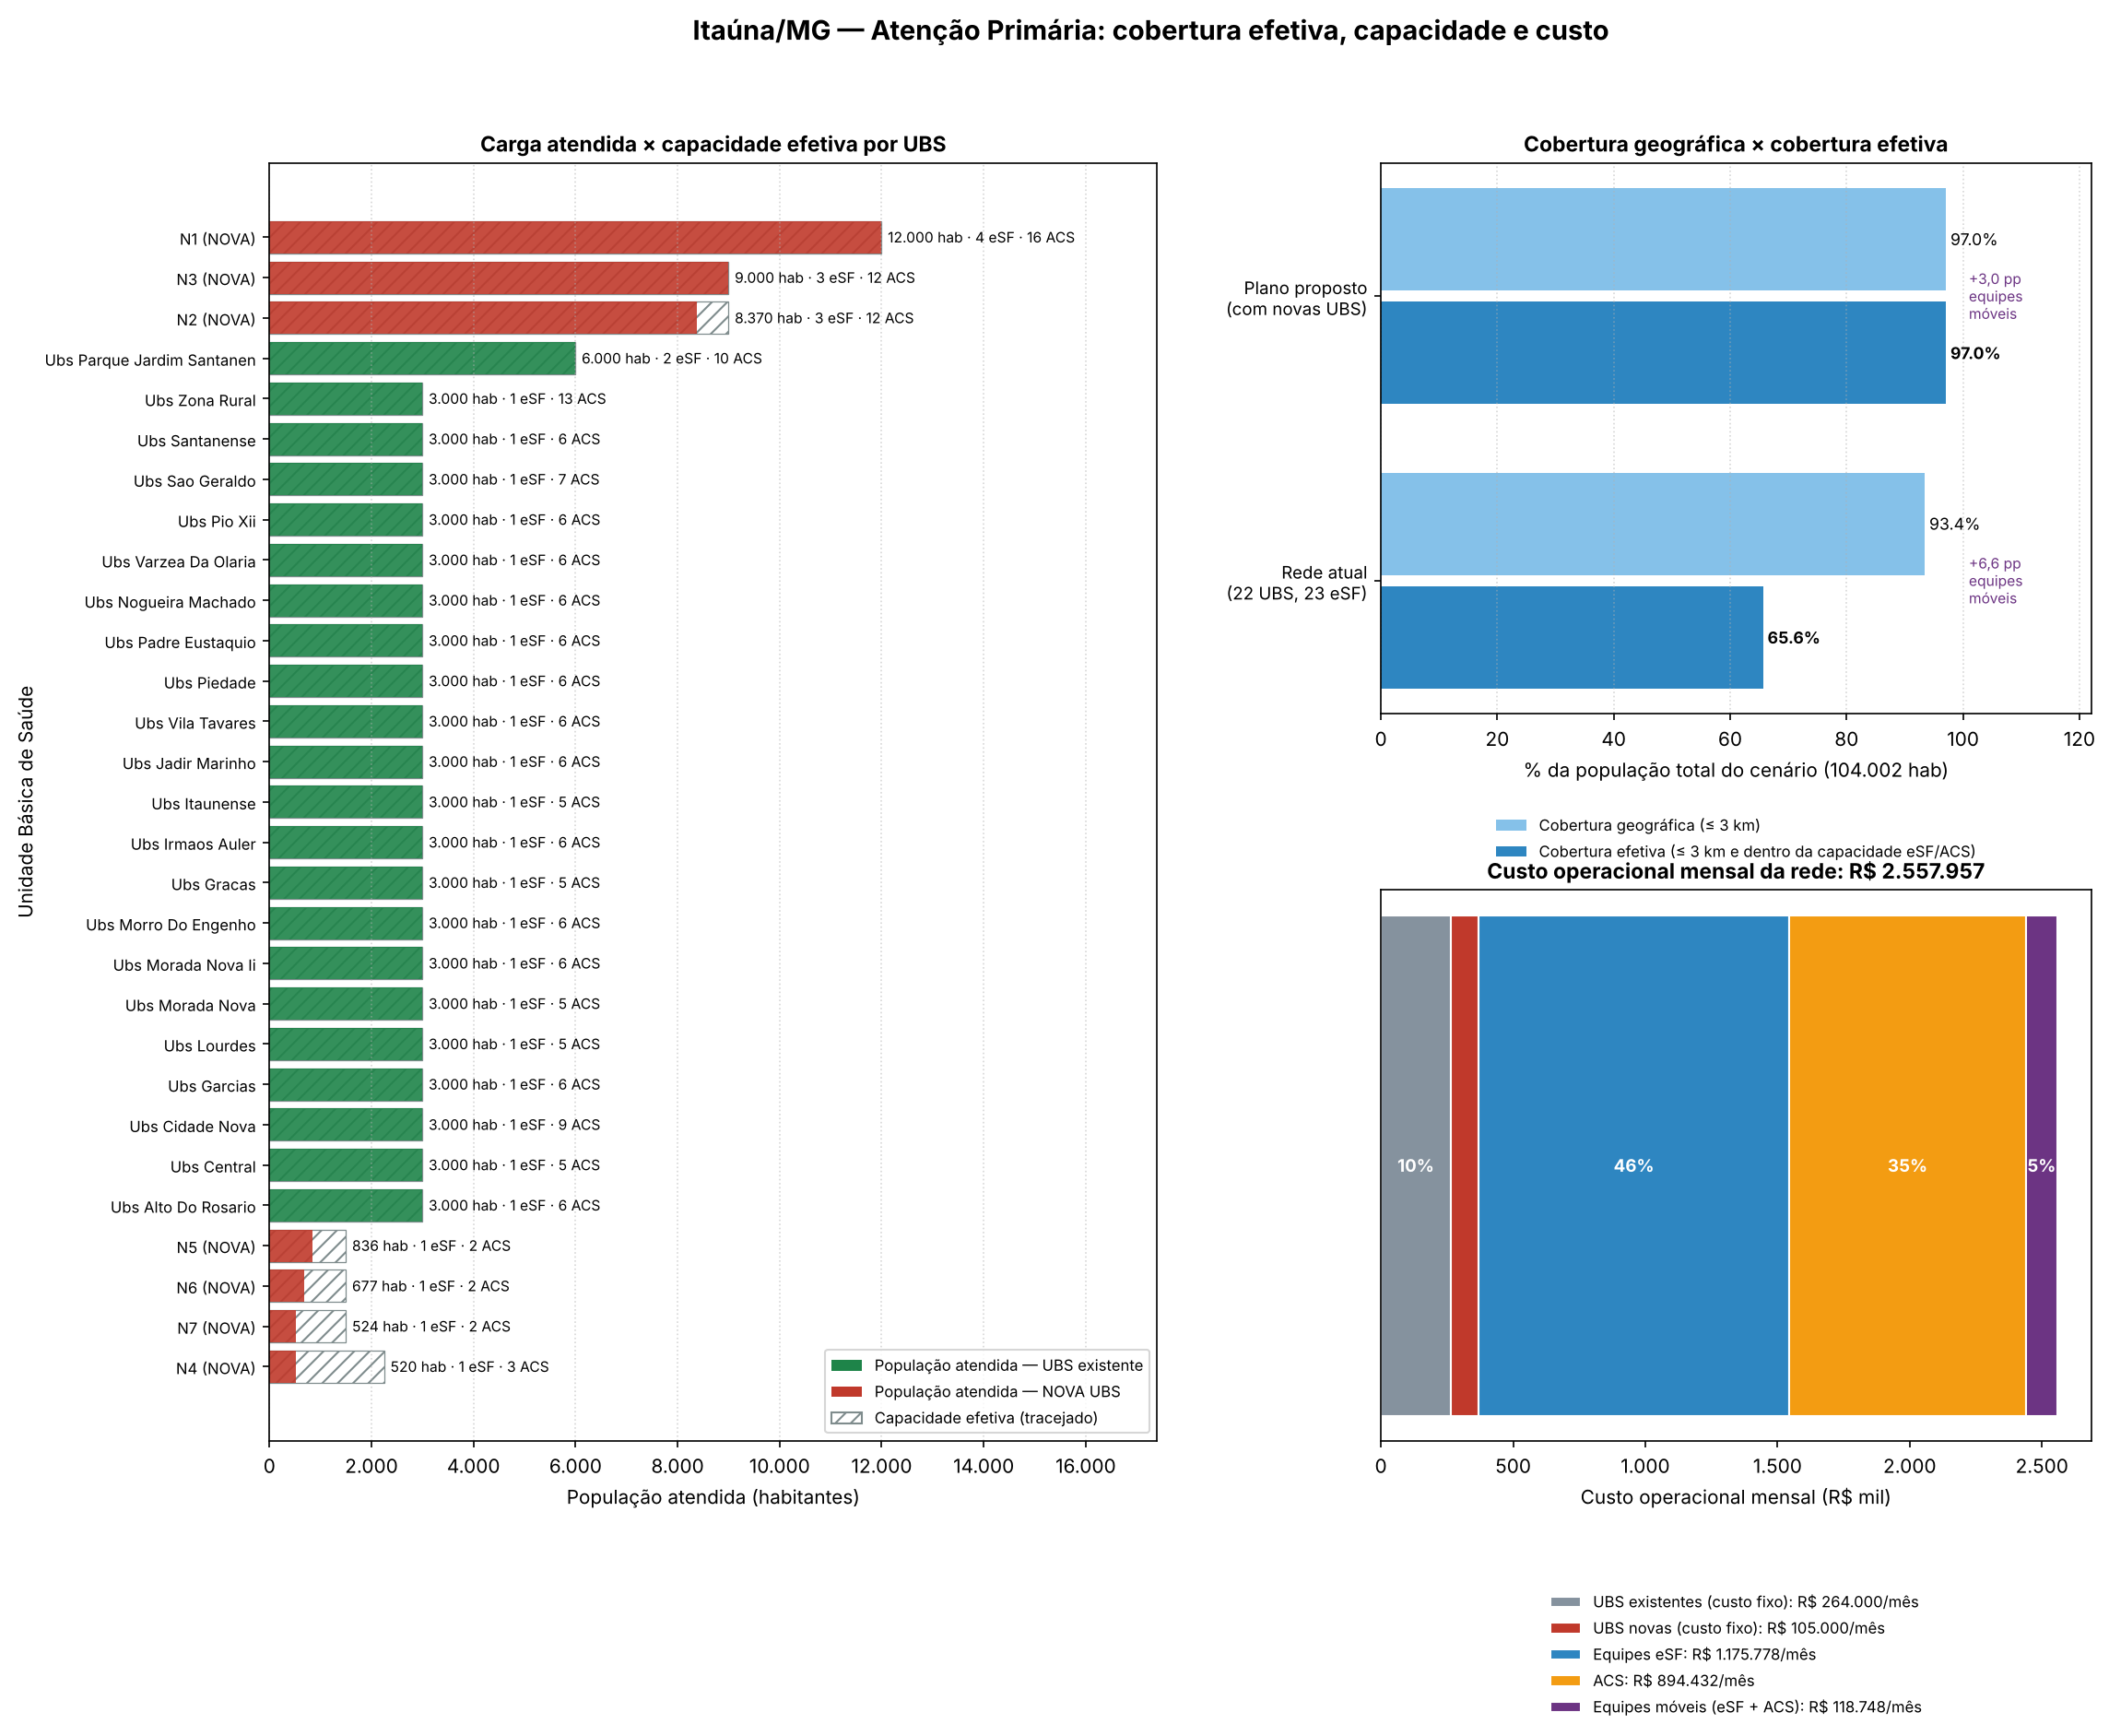 Itaúna/MG — Atenção Primária: cobertura efetiva, capacidade e custo
Carga atendida × capacidade efetiva por UBS
Unidade Básica de Saúde
N1 (NOVA)
12.000 hab · 4 eSF · 16 ACS
N3 (NOVA)
9.000 hab · 3 eSF · 12 ACS
N2 (NOVA)
8.370 hab · 3 eSF · 12 ACS
Ubs Parque Jardim Santanen
6.000 hab · 2 eSF · 10 ACS
Ubs Zona Rural
3.000 hab · 1 eSF · 13 ACS
Ubs Santanense
3.000 hab · 1 eSF · 6 ACS
Ubs Sao Geraldo
3.000 hab · 1 eSF · 7 ACS
Ubs Pio Xii
3.000 hab · 1 eSF · 6 ACS
Ubs Varzea Da Olaria
3.000 hab · 1 eSF · 6 ACS
Ubs Nogueira Machado
3.000 hab · 1 eSF · 6 ACS
Ubs Padre Eustaquio
3.000 hab · 1 eSF · 6 ACS
Ubs Piedade
3.000 hab · 1 eSF · 6 ACS
Ubs Vila Tavares
3.000 hab · 1 eSF · 6 ACS
Ubs Jadir Marinho
3.000 hab · 1 eSF · 6 ACS
Ubs Itaunense
3.000 hab · 1 eSF · 5 ACS
Ubs Irmaos Auler
3.000 hab · 1 eSF · 6 ACS
Ubs Gracas
3.000 hab · 1 eSF · 5 ACS
Ubs Morro Do Engenho
3.000 hab · 1 eSF · 6 ACS
Ubs Morada Nova Ii
3.000 hab · 1 eSF · 6 ACS
Ubs Morada Nova
3.000 hab · 1 eSF · 5 ACS
Ubs Lourdes
3.000 hab · 1 eSF · 5 ACS
Ubs Garcias
3.000 hab · 1 eSF · 6 ACS
Ubs Cidade Nova
3.000 hab · 1 eSF · 9 ACS
Ubs Central
3.000 hab · 1 eSF · 5 ACS
Ubs Alto Do Rosario
3.000 hab · 1 eSF · 6 ACS
N5 (NOVA)
836 hab · 1 eSF · 2 ACS
N6 (NOVA)
677 hab · 1 eSF · 2 ACS
N7 (NOVA)
524 hab · 1 eSF · 2 ACS
N4 (NOVA)
520 hab · 1 eSF · 3 ACS
População atendida — UBS existente
População atendida — NOVA UBS
Capacidade efetiva (tracejado)
0 2.000 4.000 6.000 8.000 10.000 12.000 14.000 16.000
População atendida (habitantes)
Cobertura geográfica × cobertura efetiva
Plano proposto
(com novas UBS)
97.0%
+3,0 pp
equipes
móveis
97.0%
Rede atual
(22 UBS, 23 eSF)
93.4%
+6,6 pp
equipes
móveis
65.6%
0 20 40 60 80 100 120
% da população total do cenário (104.002 hab)
Cobertura geográfica (≤ 3 km)
Cobertura efetiva (≤ 3 km e dentro da capacidade eSF/ACS)
Custo operacional mensal da rede: R$ 2.557.957
10% 46% 35% 5%
0 500 1.000 1.500 2.000 2.500
Custo operacional mensal (R$ mil)
UBS existentes (custo fixo): R$ 264.000/mês
UBS novas (custo fixo): R$ 105.000/mês
Equipes eSF: R$ 1.175.778/mês
ACS: R$ 894.432/mês
Equipes móveis (eSF + ACS): R$ 118.748/mês